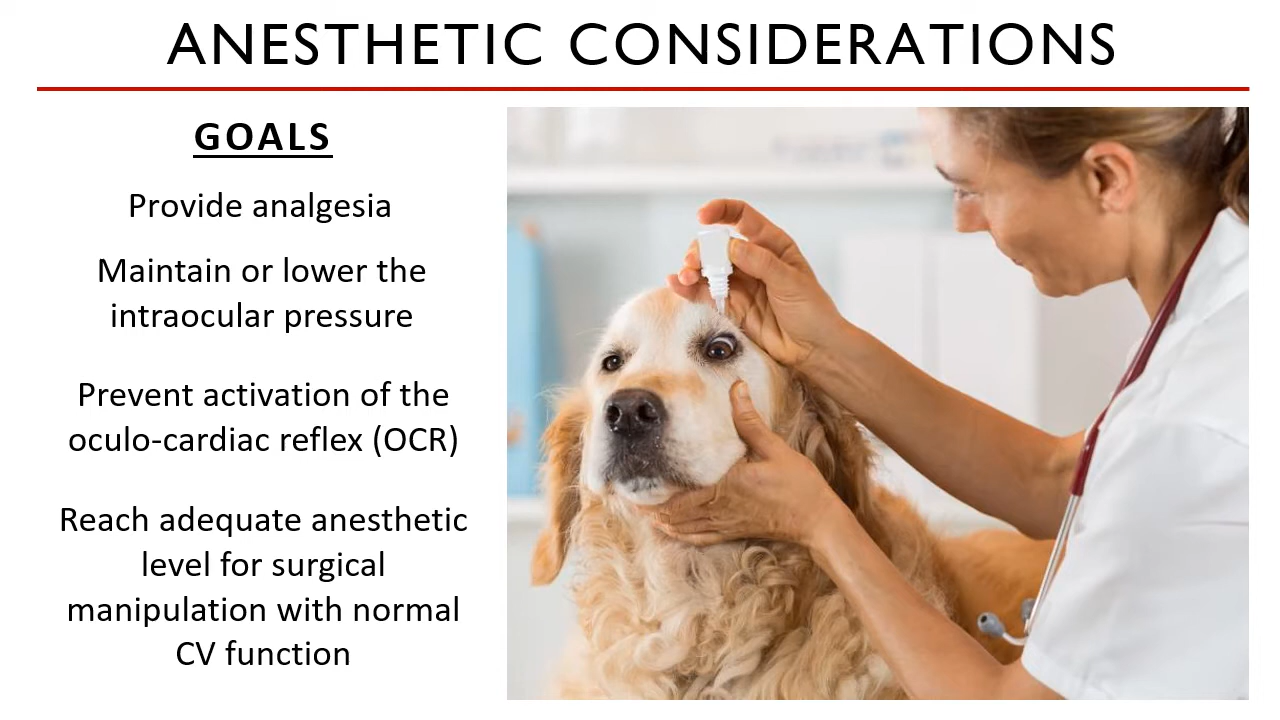 ANESTHETIC CONSIDERATIONS
GOALS
Provide analgesia
Maintain or lower the
intraocular pressure
Prevent activation of the
oculo-cardiac reflex (OCR)
Reach adequate anesthetic
level for surgical
manipulation with normal
CV function